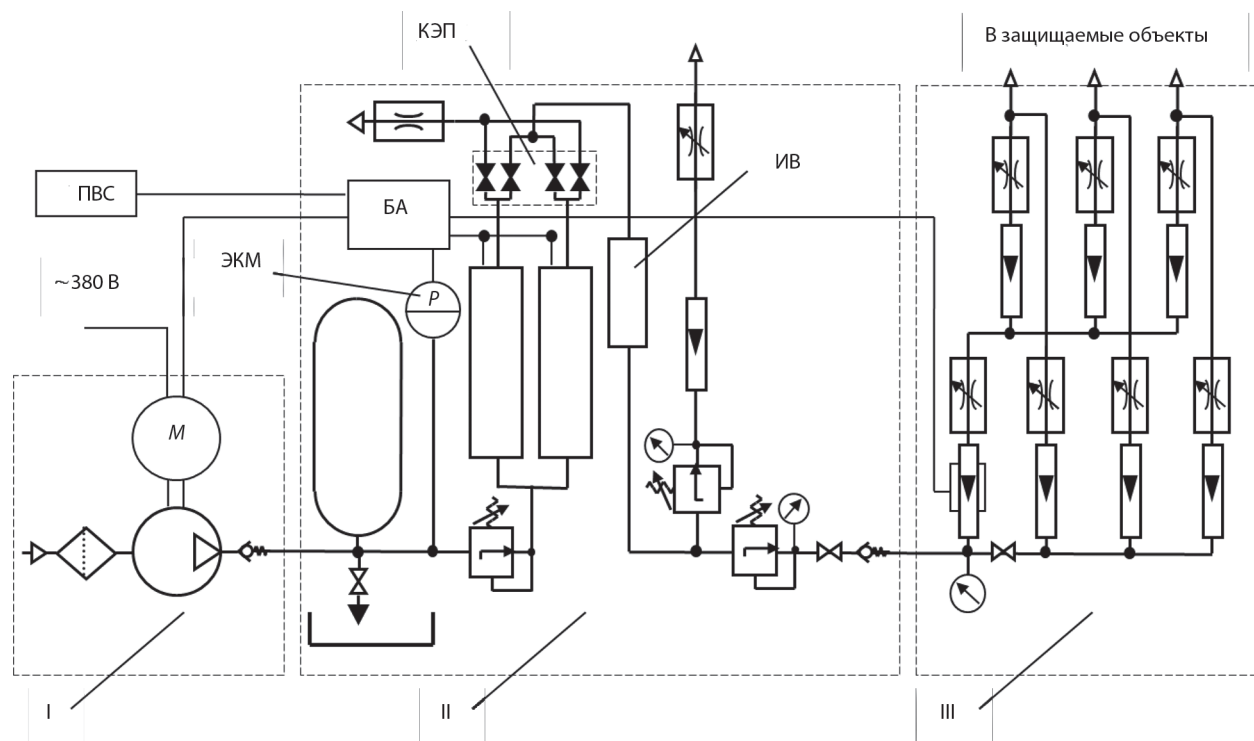 КЭП
В защищаемые объекты
ИВ
ПВС
БА
ЭКМ
P
~380 В
М
I
II
III